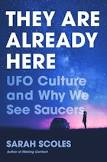 THEY ARE
ALREADY
HERE
UFO Culture
and Why We
See Saucers
SARAH SCOLES
Author of Making Contact